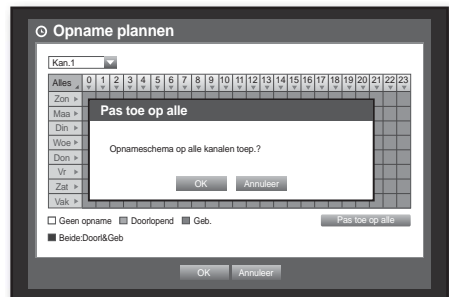 Opname plannen
Kan.1
Alles 0 1 2 3 4 5 6 7 8 9 10 11 12 13 14 15 16 17 18 19 20 21 22 23
Zon
Maa
Din
Woe
Don
Vr
Zat
Vak
Pas toe op alle
Opnameschema op alle kanalen toep.?
OK Annuleer
Geen opname Doorlopend Geb. Pas toe op alle
Beide:Doorl&Geb
OK Annuleer